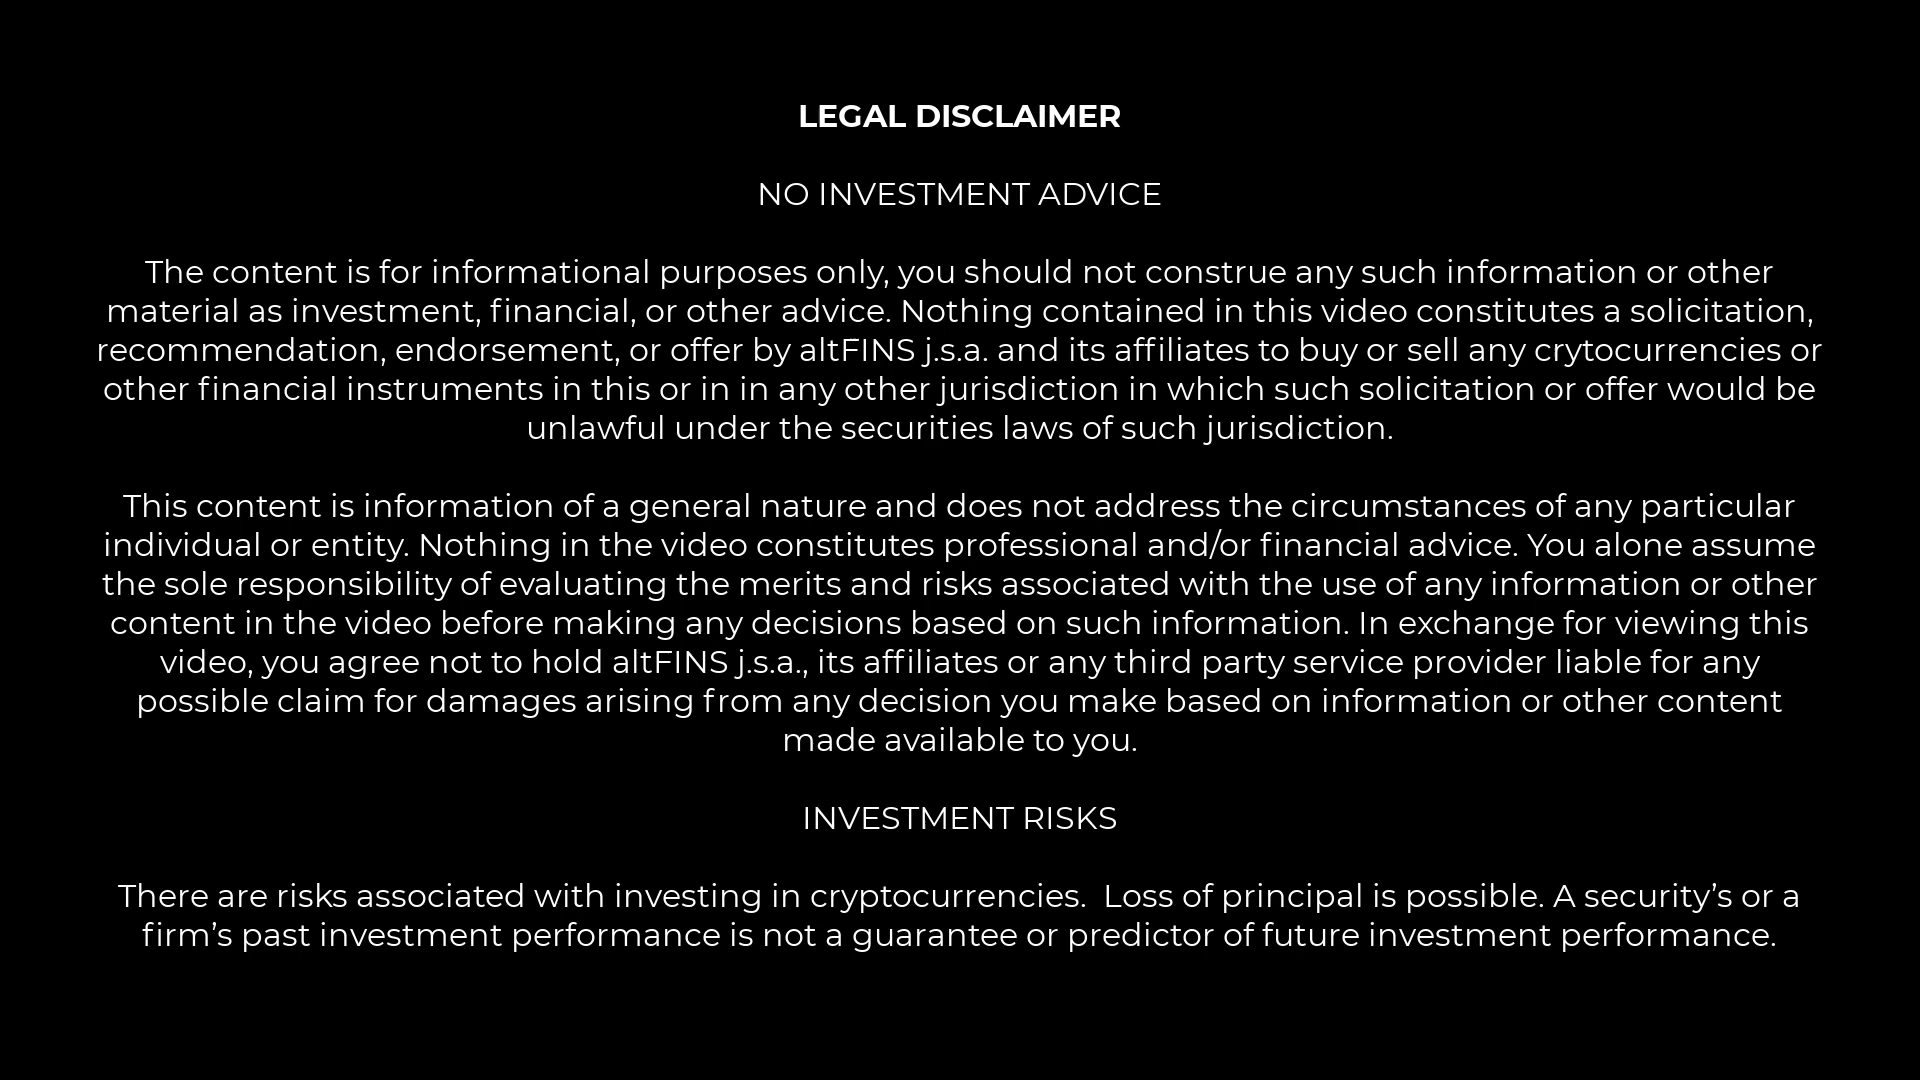 LEGAL DISCLAIMER
NO INVESTMENT ADVICE
The content is for informational purposes only, you should not construe any such information or other
material as investment, financial, or other advice. Nothing contained in this video constitutes a solicitation,
recommendation, endorsement, or offer by altFINS j.s.a. and its affiliates to buy or sell any crytocurrencies or
other financial instruments in this or in in any other jurisdiction in which such solicitation or offer would be
unlawful under the securities laws of such jurisdiction.
This content is information of a general nature and does not address the circumstances of any particular
individual or entity. Nothing in the video constitutes professional and/or financial advice. You alone assume
the sole responsibility of evaluating the merits and risks associated with the use of any information or other
content in the video before making any decisions based on such information. In exchange for viewing this
video, you agree not to hold altFINS j.s.a., its affiliates or any third party service provider liable for any
possible claim for damages arising from any decision you make based on information or other content
made available to you.
INVESTMENT RISKS
There are risks associated with investing in cryptocurrencies.  Loss of principal is possible. A security’s or a
firm’s past investment performance is not a guarantee or predictor of future investment performance.